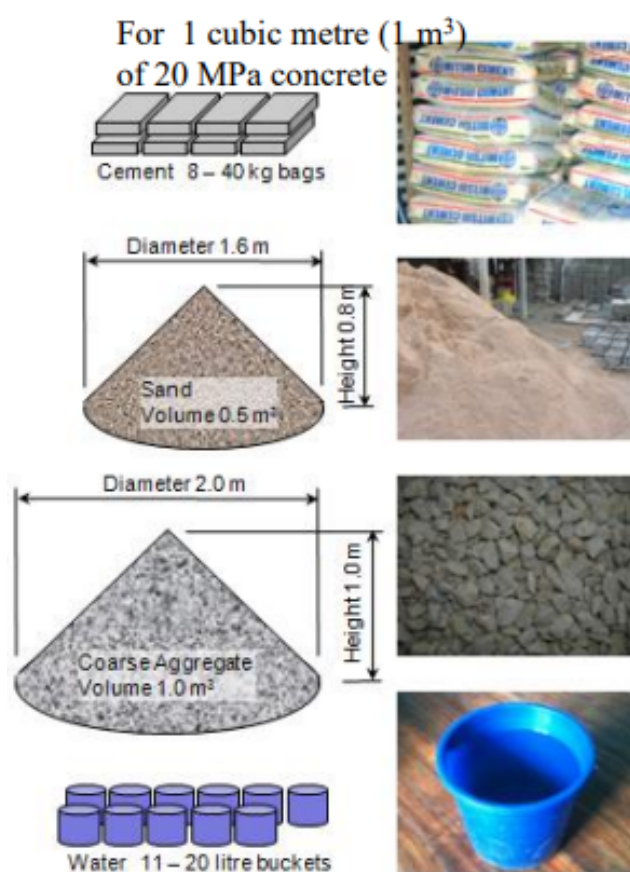 For 1 cubic metre (1 m³)
of 20 MPa concrete
Cement 8 – 40 kg bags
Diameter 1.6 m
Height 0.8 m
Sand
Volume 0.5 m³
Diameter 2.0 m
Height 1.0 m
Coarse Aggregate
Volume 1.0 m³
Water 11 – 20 litre buckets